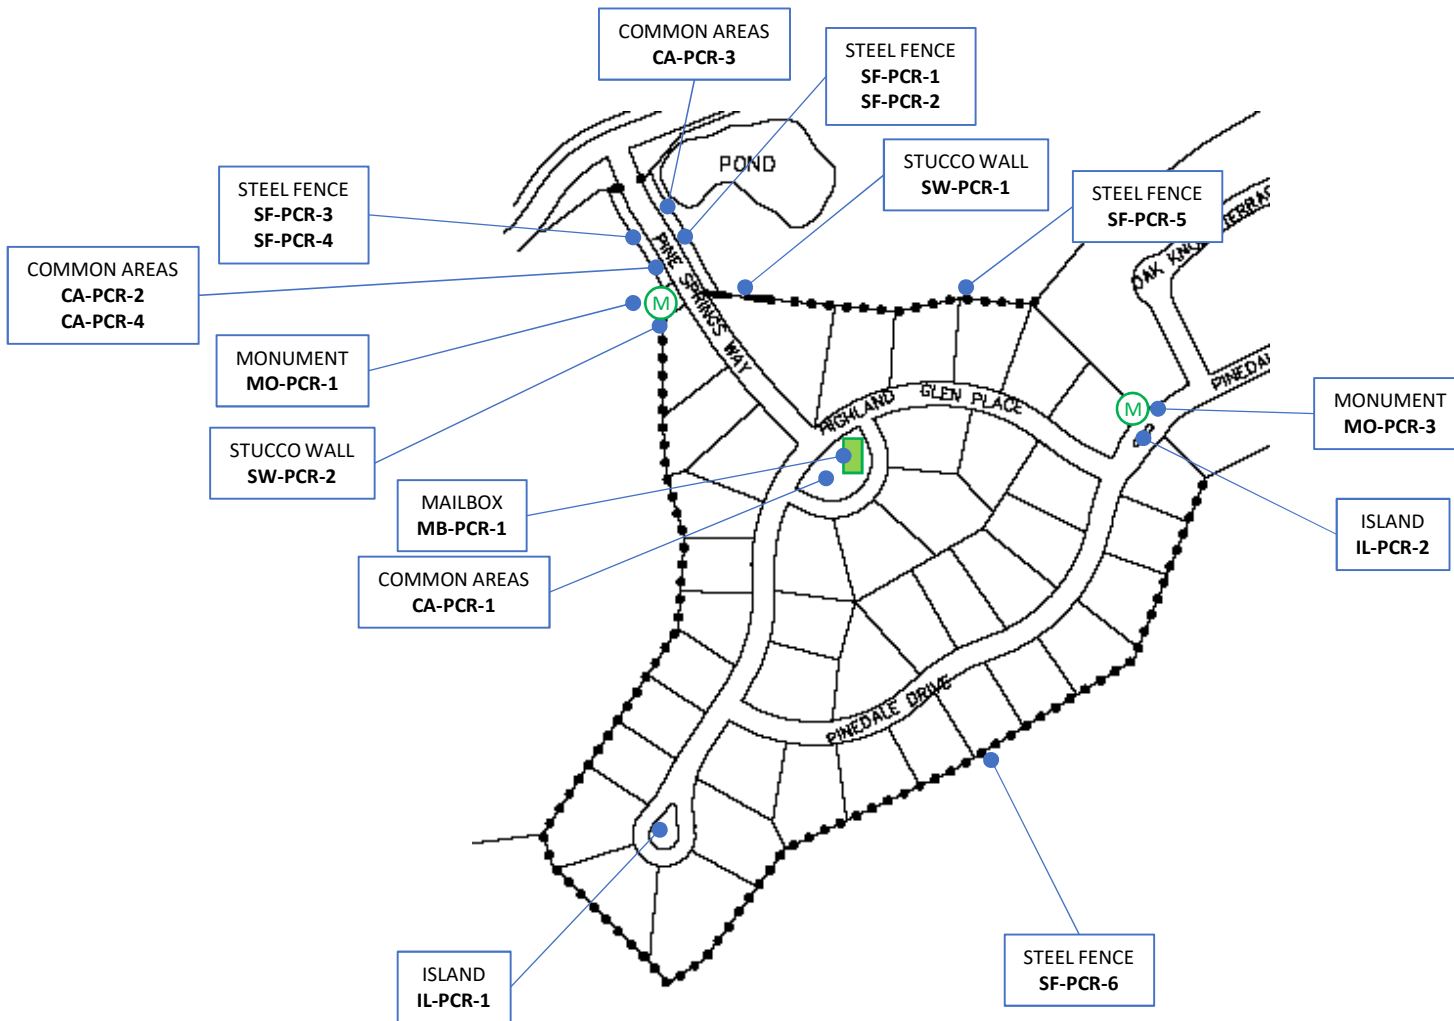 COMMON AREAS
CA-PCR-3
STEEL FENCE
SF-PCR-1
SF-PCR-2
STUCCO WALL
SW-PCR-1
STEEL FENCE
SF-PCR-5
STEEL FENCE
SF-PCR-3
SF-PCR-4
COMMON AREAS
CA-PCR-2
CA-PCR-4
MONUMENT
MO-PCR-1
STUCCO WALL
SW-PCR-2
MAILBOX
MB-PCR-1
COMMON AREAS
CA-PCR-1
MONUMENT
MO-PCR-3
ISLAND
IL-PCR-2
STEEL FENCE
SF-PCR-6
ISLAND
IL-PCR-1
POND
PINE SPRINGS WAY
M
HIGHLAND GLEN PLACE
M
OAK
PINEDALE DRIVE